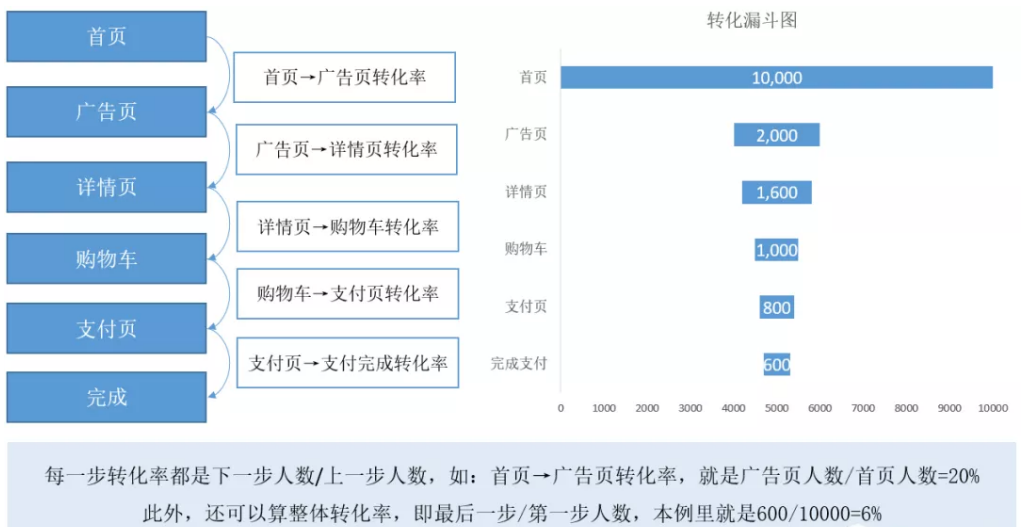 首页
广告页
详情页
购物车
支付页
完成
首页→广告页转化率
广告页→详情页转化率
详情页→购物车转化率
购物车→支付页转化率
支付页→支付完成转化率
转化漏斗图
首页 10,000
广告页 2,000
详情页 1,600
购物车 1,000
支付页 800
完成支付 600
0 1000 2000 3000 4000 5000 6000 7000 8000 9000 10000
每一步转化率都是下一步人数/上一步人数，如：首页→广告页转化率，就是广告页人数/首页人数=20%
此外，还可以算整体转化率，即最后一步/第一步人数，本例里就是600/10000=6%